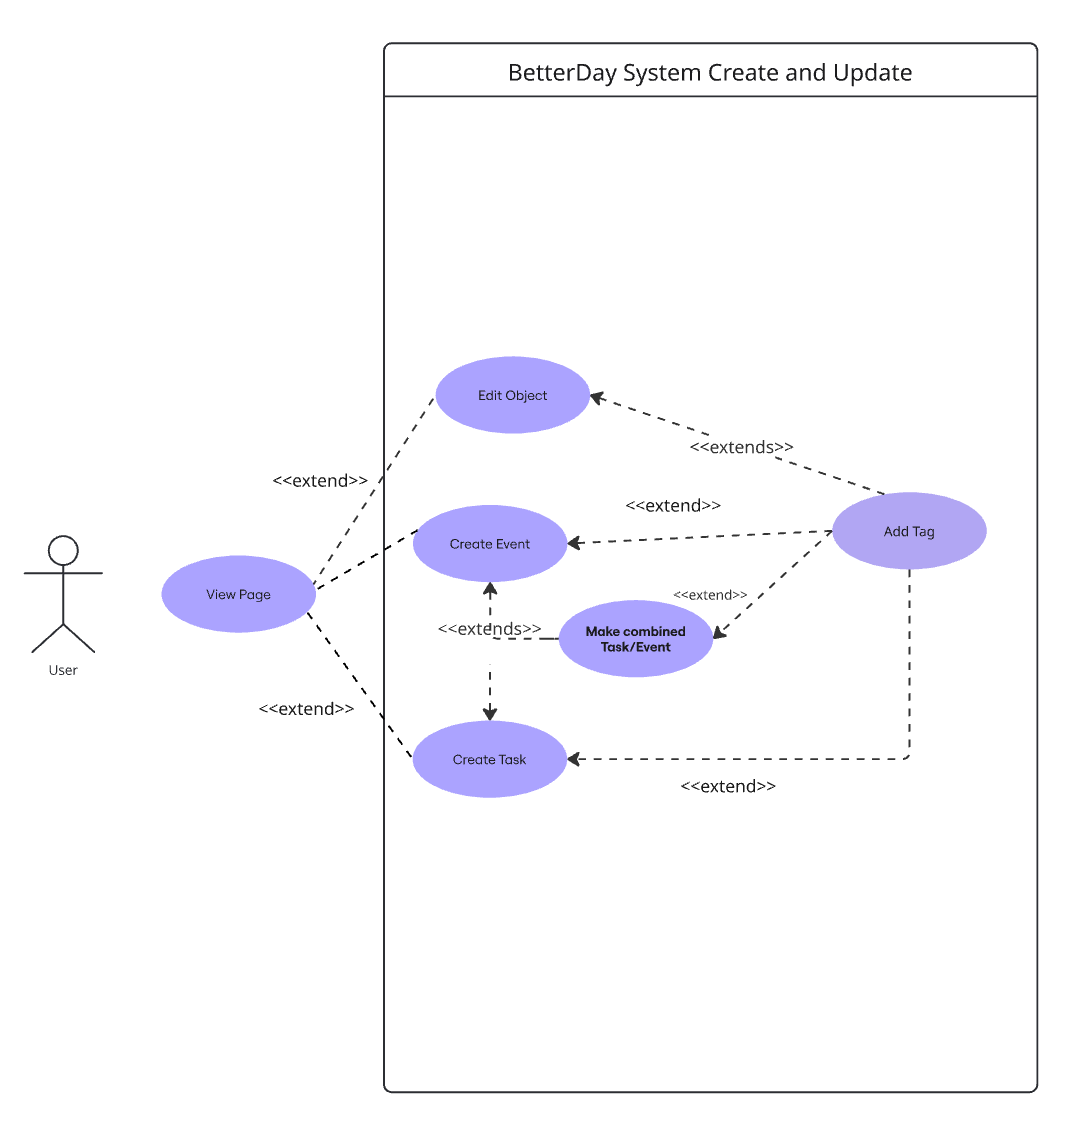 BetterDay System Create and Update
Edit Object
<<extends>>
<<extend>>
<<extend>>
Create Event
Add Tag
View Page
<<extend>>
<<extends>>
Make combined
Task/Event
User
<<extend>>
Create Task
<<extend>>